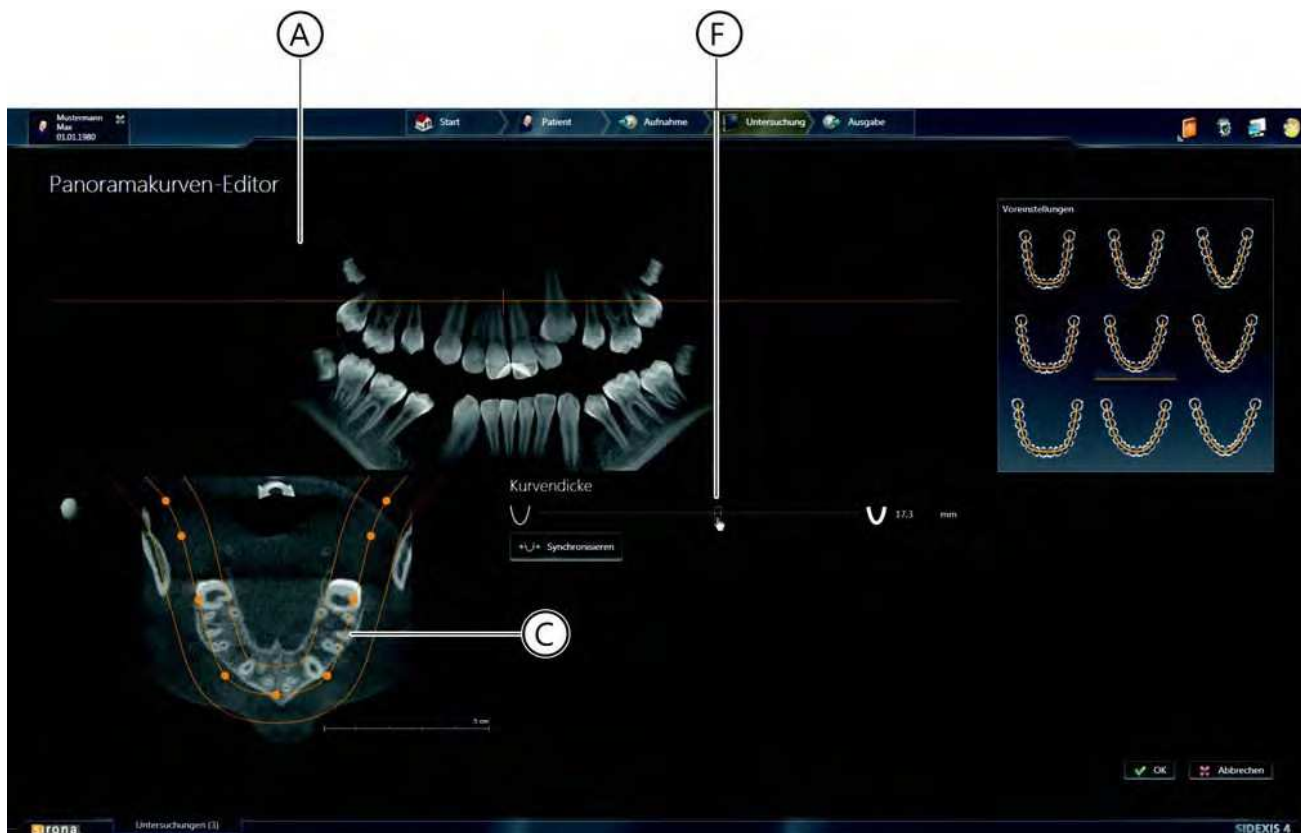 A
F
Mustermann
Max
01.01.1980
Start
Patient
Aufnahme
Untersuchung
Ausgabe
Panoramakurven-Editor
Voreinstellungen
Kurvendicke
17.3 mm
Synchronisieren
C
5 cm
OK
Abbrechen
sirona
Untersuchungen (3)
SIDEXIS 4